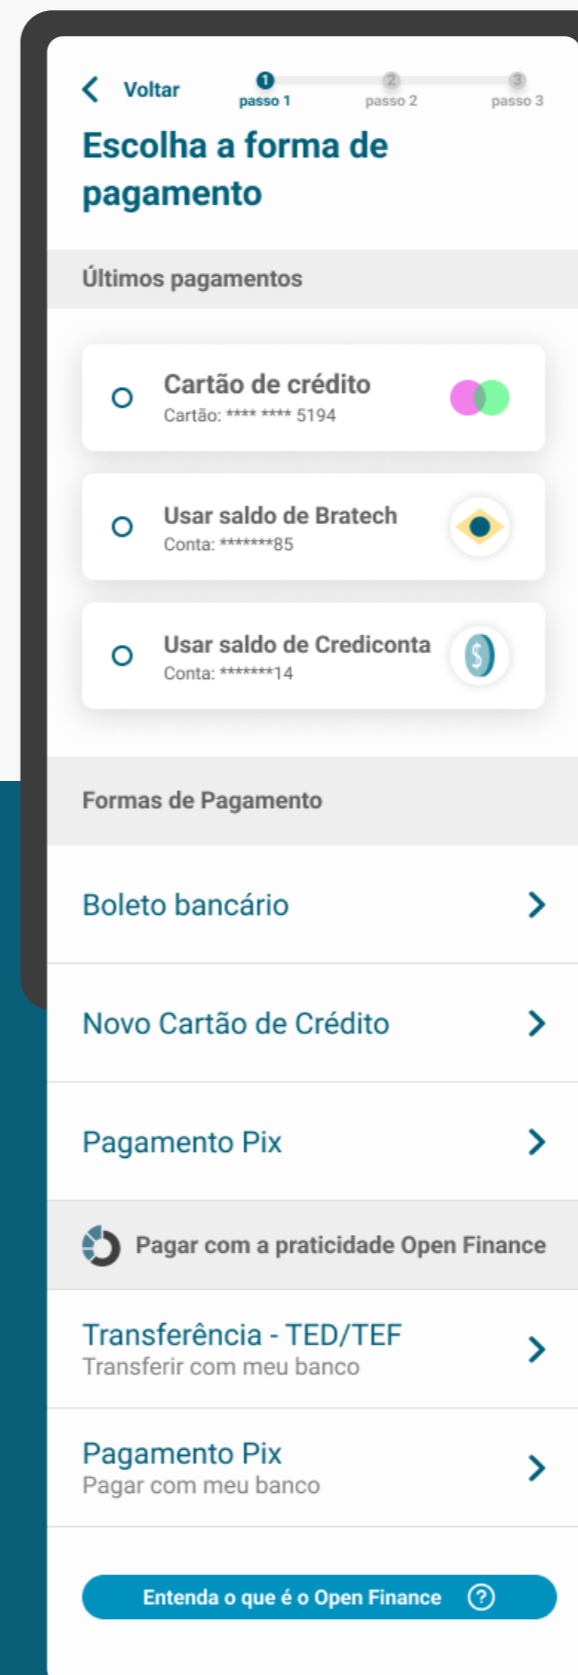 Voltar
1
2
3
passo 1
passo 2
passo 3
Escolha a forma de
pagamento
Últimos pagamentos
Cartão de crédito
Cartão: **** **** 5194
Usar saldo de Bratech
Conta: *******85
Usar saldo de Crediconta
$
Conta: *******14
Formas de Pagamento
Boleto bancário
Novo Cartão de Crédito
Pagamento Pix
Pagar com a praticidade Open Finance
Transferência - TED/TEF
Transferir com meu banco
Pagamento Pix
Pagar com meu banco
Entenda o que é o Open Finance ?